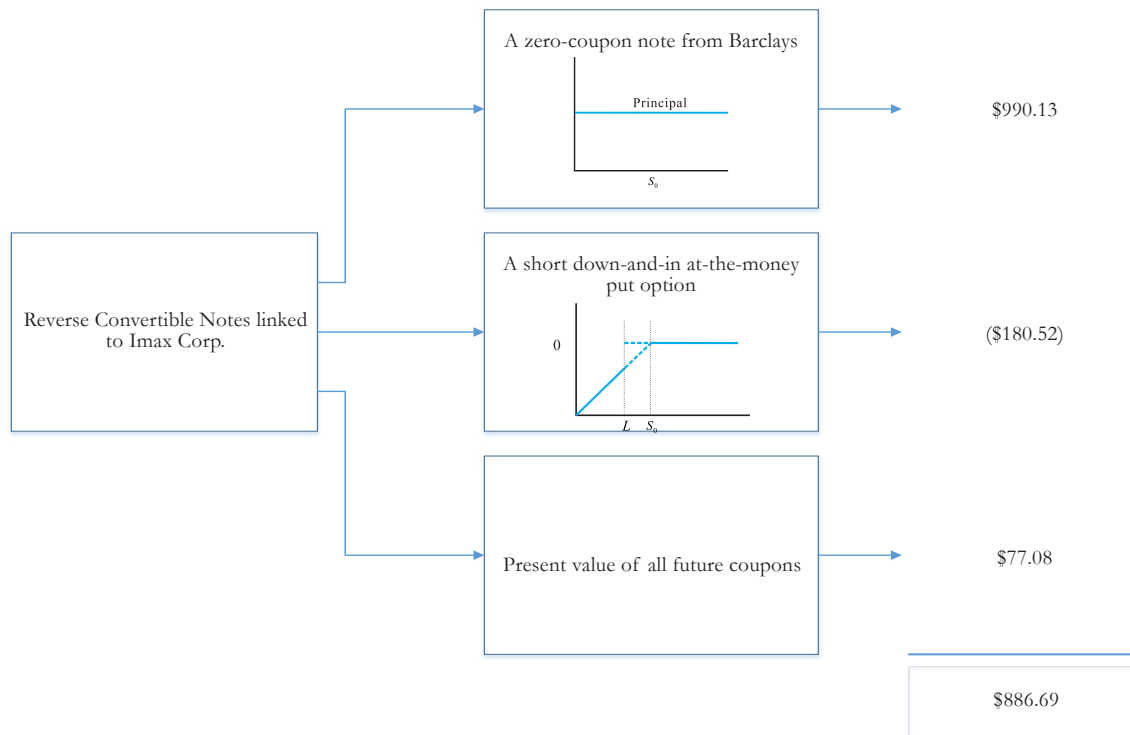 A zero-coupon note from Barclays
Principal
S₀
$990.13
Reverse Convertible Notes linked
to Imax Corp.
A short down-and-in at-the-money
put option
0
L S₀
($180.52)
Present value of all future coupons
$77.08
$886.69